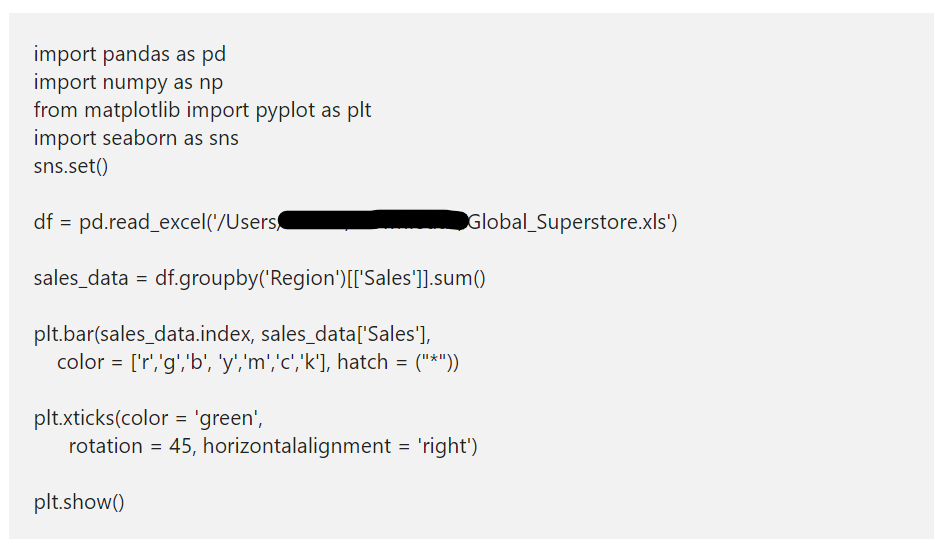 import pandas as pd
import numpy as np
from matplotlib import pyplot as plt
import seaborn as sns
sns.set()
df = pd.read_excel('/Users/ Global_Superstore.xls')
sales_data = df.groupby('Region')[['Sales']].sum()
plt.bar(sales_data.index, sales_data['Sales'],
color = ['r','g','b', 'y','m','c','k'], hatch = ("*"))
plt.xticks(color = 'green',
rotation = 45, horizontalalignment = 'right')
plt.show()